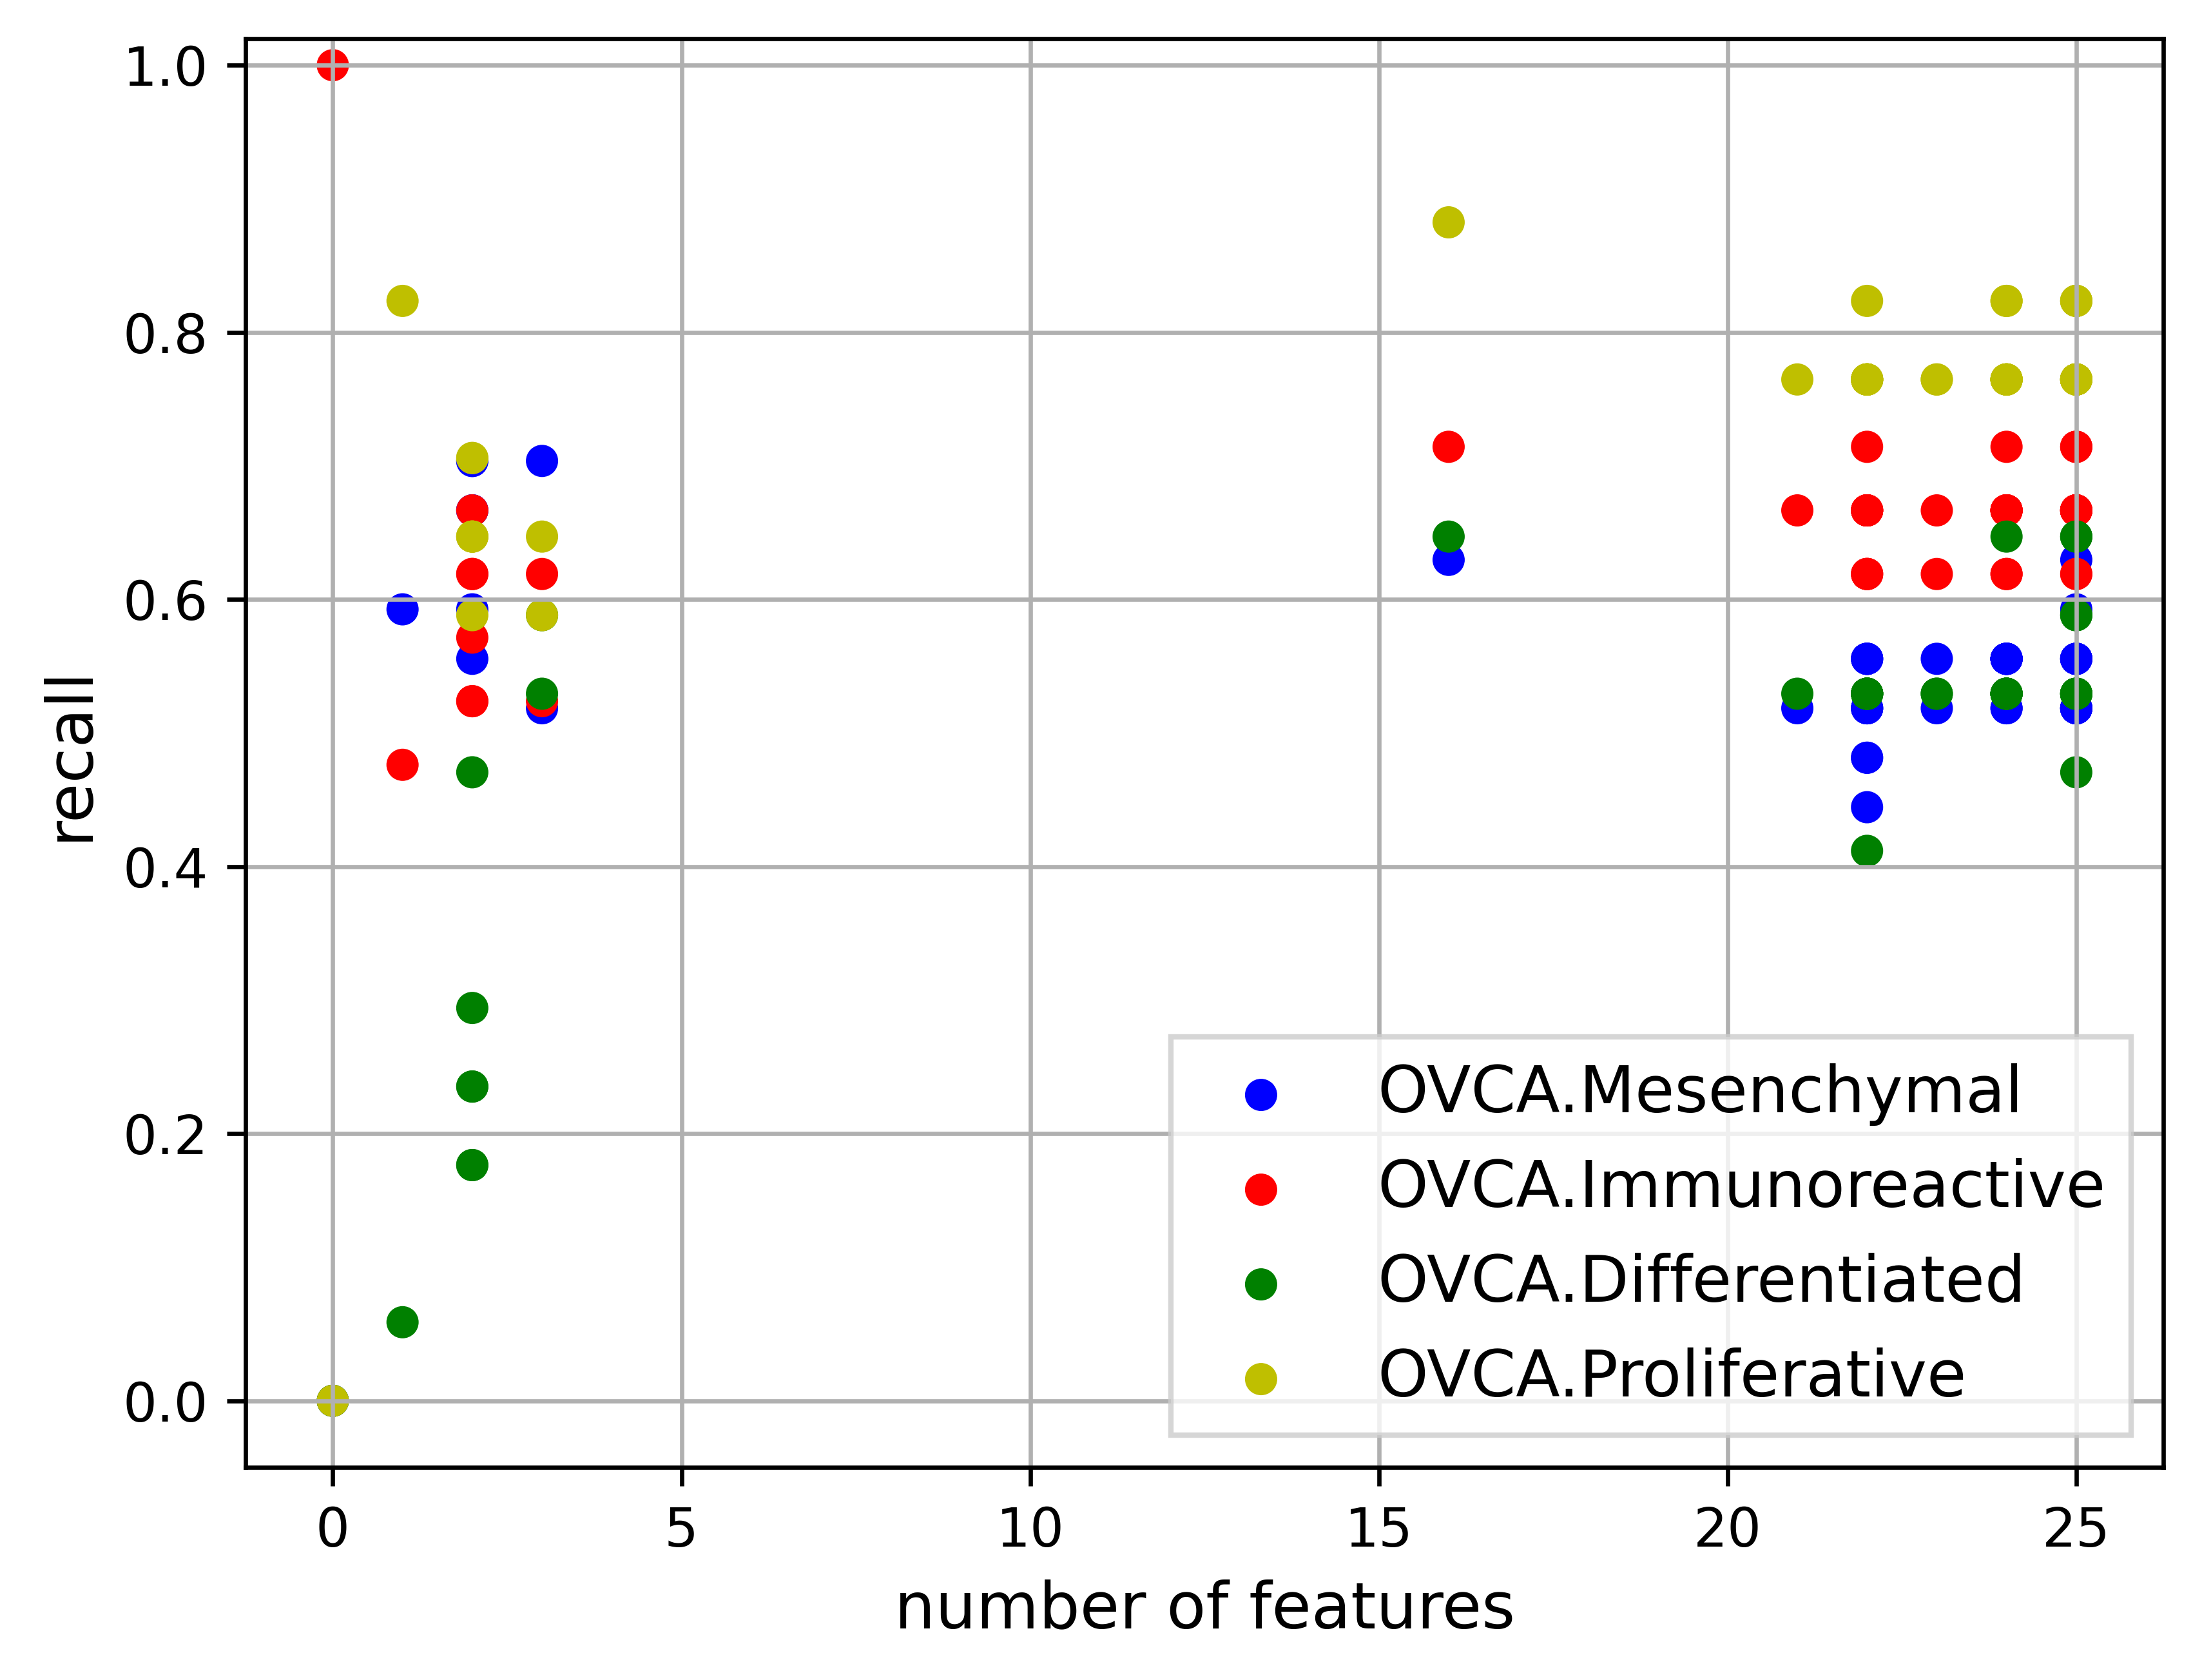 1.0
0.8
0.6
0.4
0.2
0.0
recall
0 5 10 15 20 25
number of features
OVCA.Mesenchymal
OVCA.Immunoreactive
OVCA.Differentiated
OVCA.Proliferative